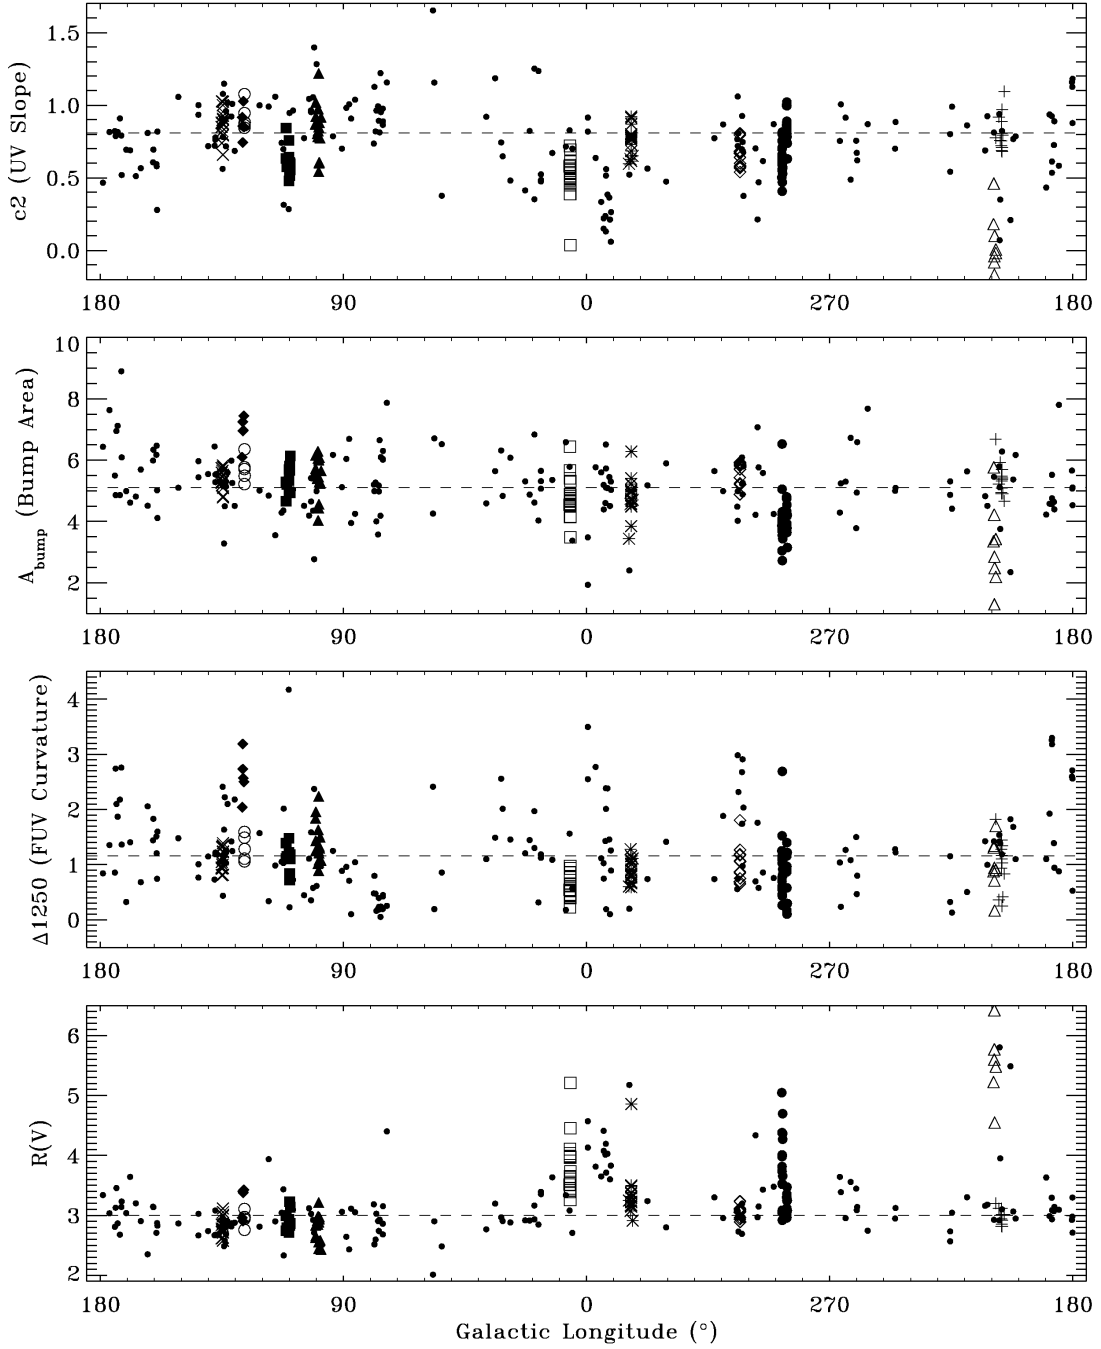 c2 (UV Slope)
1.5
1.0
0.5
0.0
180 90 0 270 180
A_bump (Bump Area)
10
8
6
4
2
180 90 0 270 180
Δ1250 (FUV Curvature)
4
3
2
1
0
180 90 0 270 180
R(V)
6
5
4
3
2
180 90 0 270 180
Galactic Longitude (°)